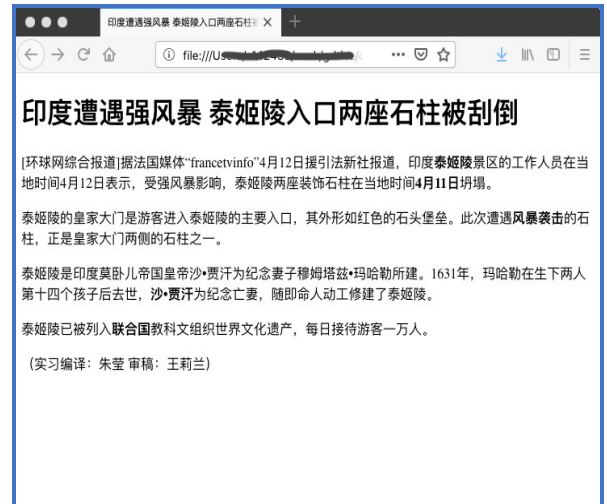 印度遭遇强风暴 泰姬陵入口两座石柱
file:///Us
印度遭遇强风暴 泰姬陵入口两座石柱被刮倒
[环球网综合报道]据法国媒体“francetvinfo”4月12日援引法新社报道，印度泰姬陵景区的工作人员在当
地时间4月12日表示，受强风暴影响，泰姬陵两座装饰石柱在当地时间4月11日坍塌。
泰姬陵的皇家大门是游客进入泰姬陵的主要入口，其外形如红色的石头堡垒。此次遭遇风暴袭击的石
柱，正是皇家大门两侧的石柱之一。
泰姬陵是印度莫卧儿帝国皇帝沙•贾汗为纪念妻子穆姆塔兹•玛哈勒所建。1631年，玛哈勒在生下两人
第十四个孩子后去世，沙•贾汗为纪念亡妻，随即命人动工修建了泰姬陵。
泰姬陵已被列入联合国教科文组织世界文化遗产，每日接待游客一万人。
（实习编译：朱莹 审稿：王莉兰）